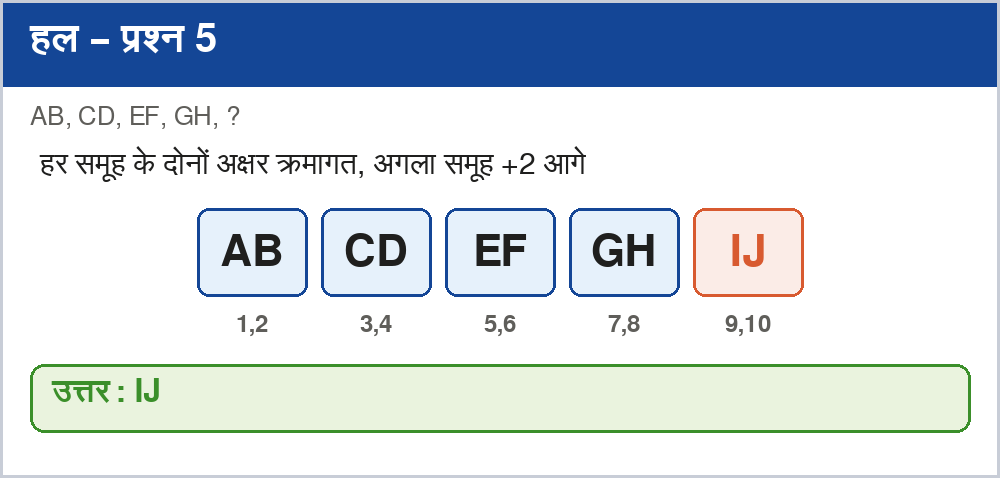 हल – प्रश्न 5
AB, CD, EF, GH, ?
हर समूह के दोनों अक्षर क्रमागत, अगला समूह +2 आगे
AB CD EF GH IJ
1,2 3,4 5,6 7,8 9,10
उत्तर : IJ